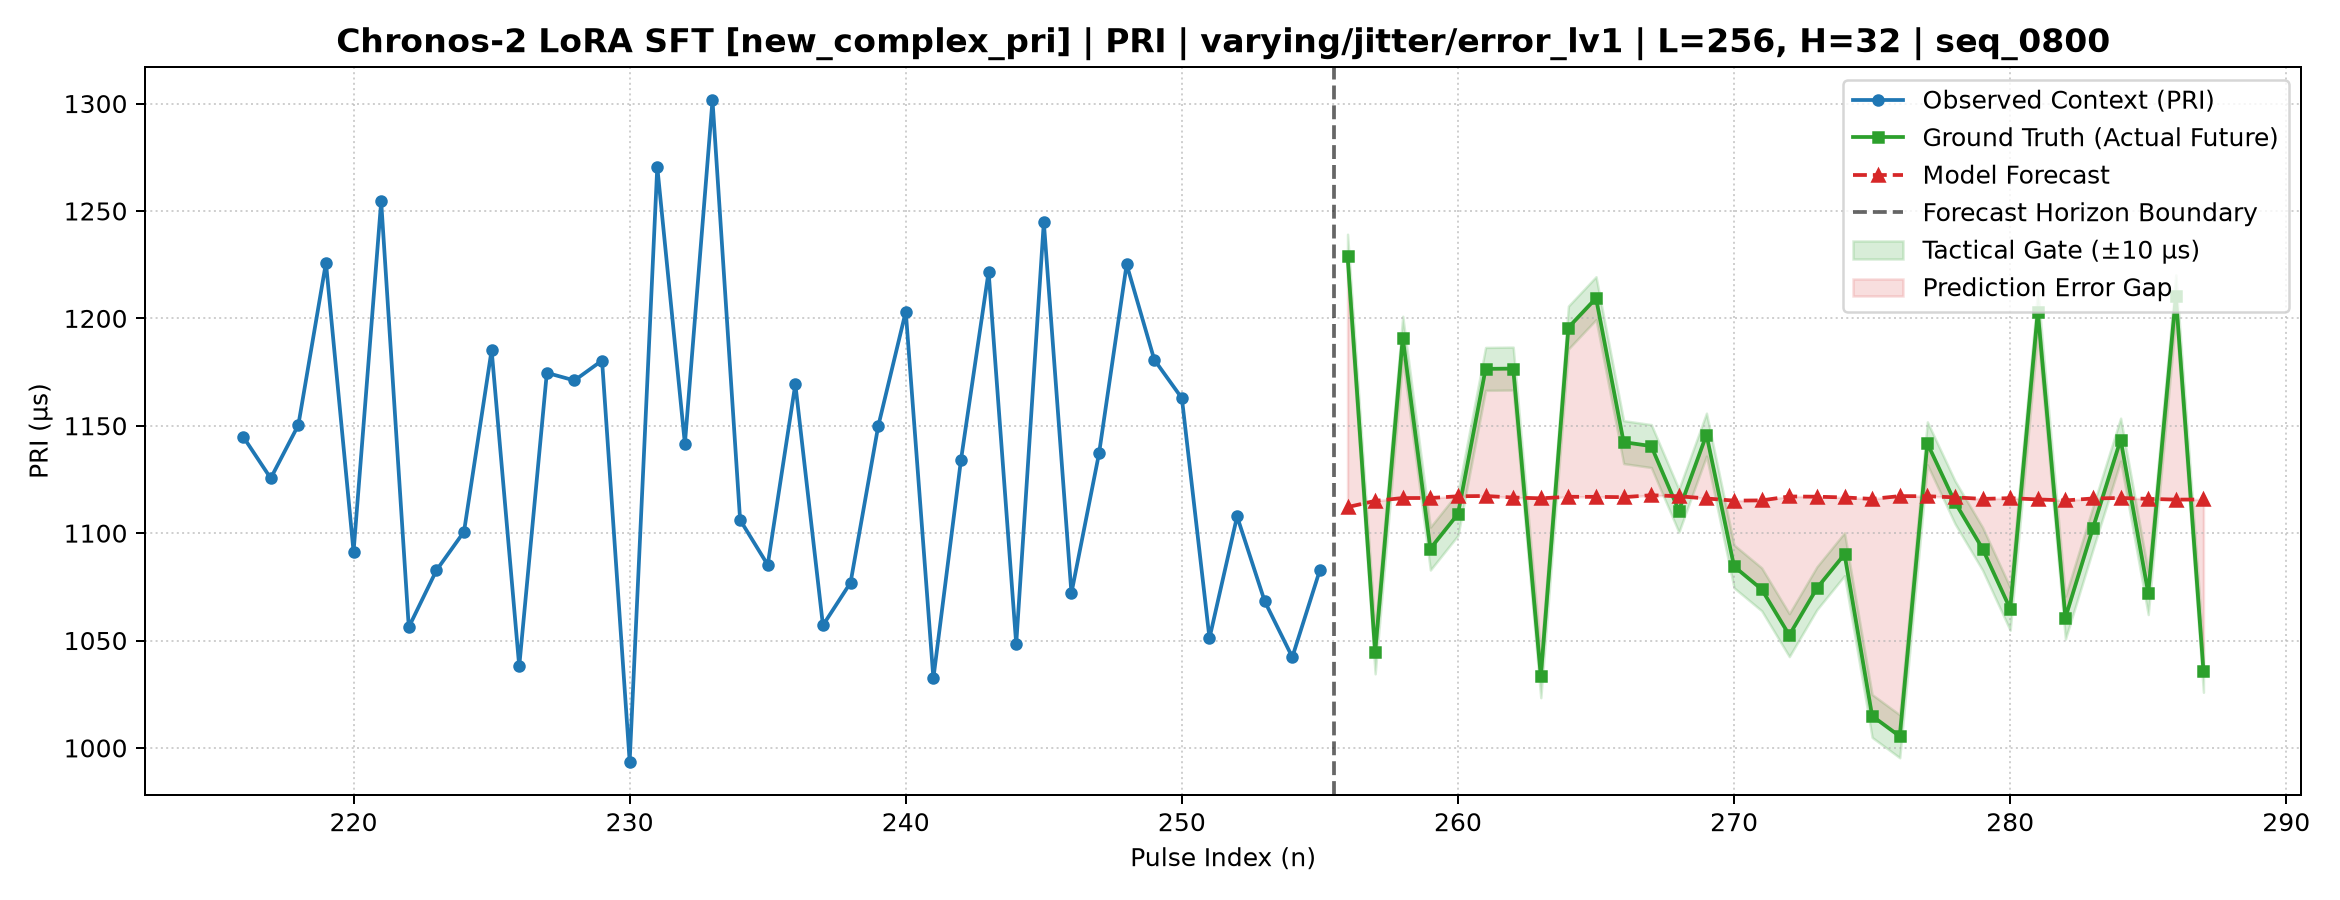 Chronos-2 LoRA SFT [new_complex_pri] | PRI | varying/jitter/error_lv1 | L=256, H=32 | seq_0800
Observed Context (PRI)
Ground Truth (Actual Future)
Model Forecast
Forecast Horizon Boundary
Tactical Gate (±10 µs)
Prediction Error Gap
PRI (µs)
1300
1250
1200
1150
1100
1050
1000
220 230 240 250 260 270 280 290
Pulse Index (n)